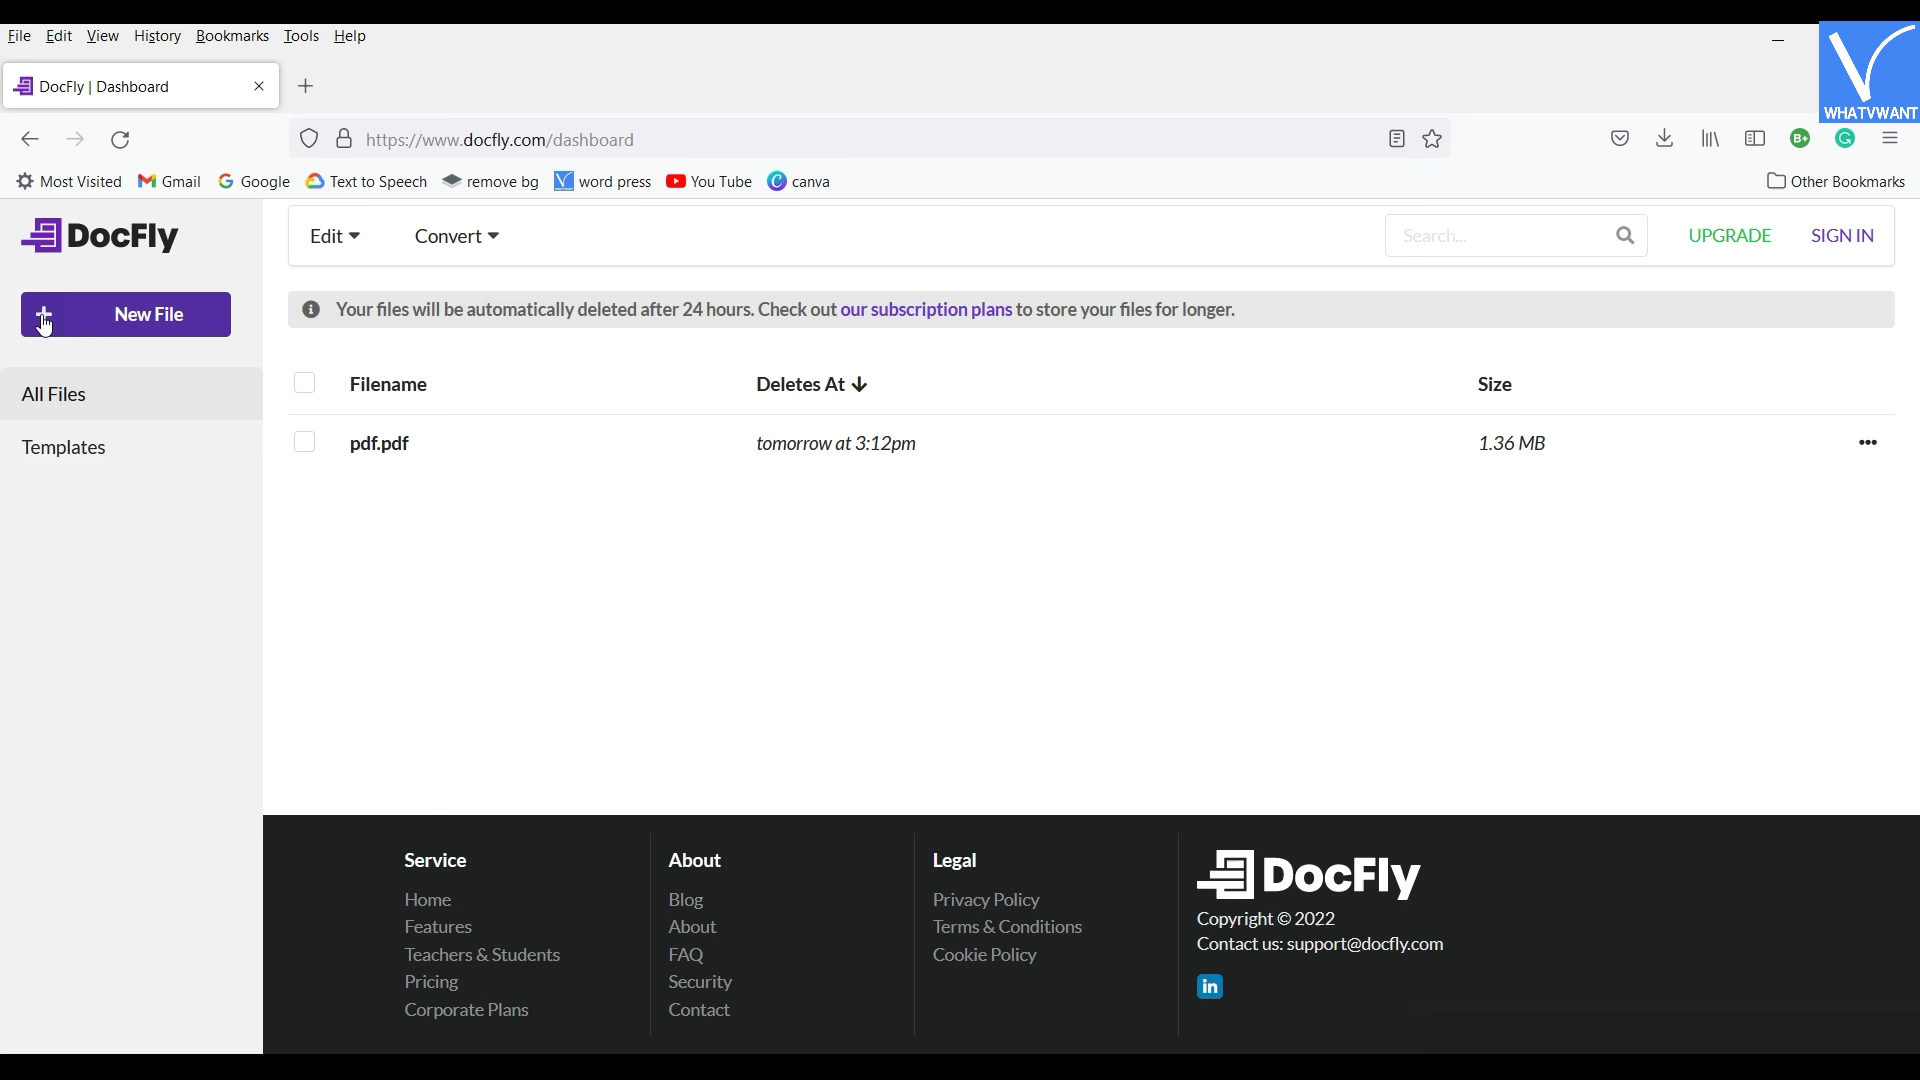 File Edit View History Bookmarks Tools Help
DocFly | Dashboard
WHATVWANT
https://www.docfly.com/dashboard
Most Visited Gmail Google Text to Speech remove bg word press You Tube canva Other Bookmarks
DocFly
Edit Convert Search... UPGRADE SIGN IN
New File
Your files will be automatically deleted after 24 hours. Check out our subscription plans to store your files for longer.
All Files
Templates
Filename Deletes At Size
pdf.pdf tomorrow at 3:12pm 1.36 MB
Service
Home
Features
Teachers & Students
Pricing
Corporate Plans
About
Blog
About
FAQ
Security
Contact
Legal
Privacy Policy
Terms & Conditions
Cookie Policy
DocFly
Copyright © 2022
Contact us: support@docfly.com
in